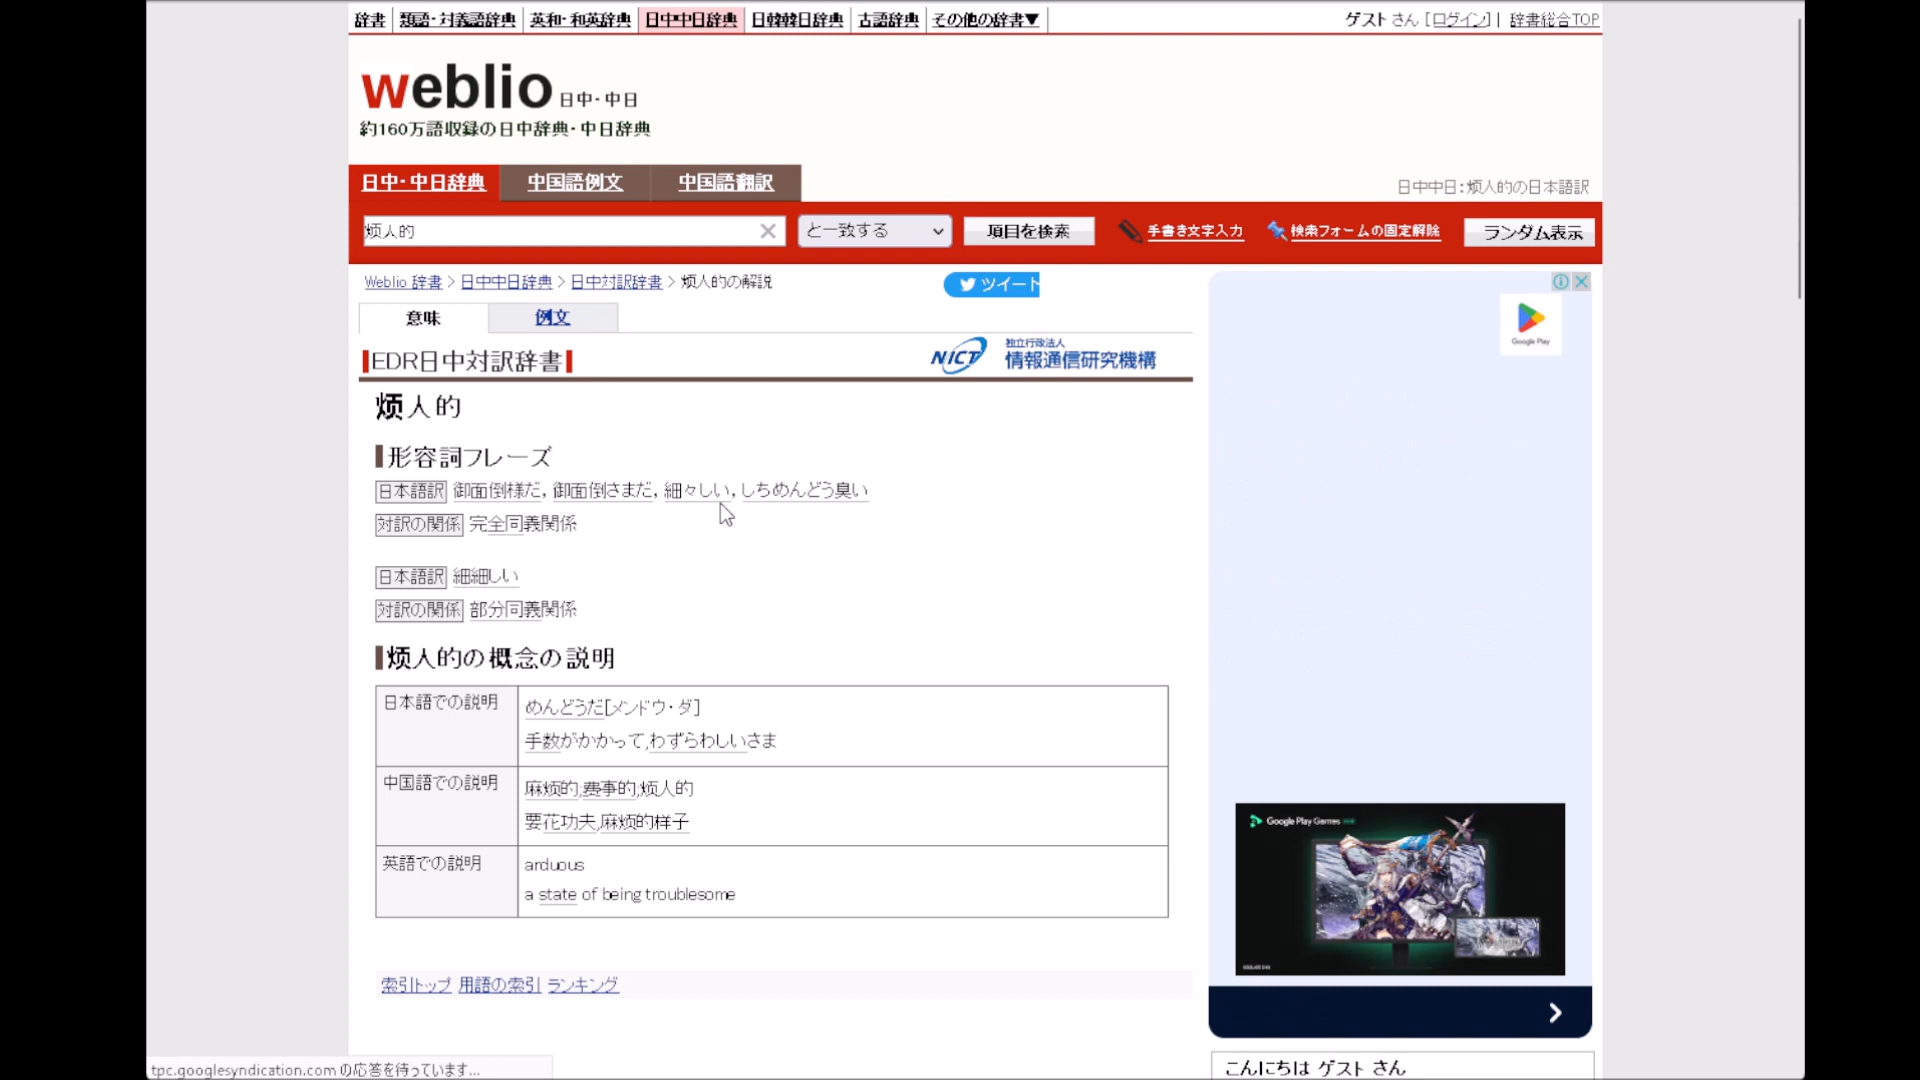 辞書 類語・対義語辞典 英和・和英辞典 日中中日辞典 日韓韓日辞典 古語辞典 その他の辞書▼ ゲスト さん [ログイン] | 辞書総合TOP
weblio 日中・中日
約160万語収録の日中辞典・中日辞典
日中・中日辞典 中国語例文 中国語翻訳 日中中日:烦人的の日本語訳
烦人的 と一致する 項目を検索 手書き文字入力 検索フォームの固定解除 ランダム表示
Weblio 辞書 > 日中中日辞典 > 日中対訳辞書 > 烦人的の解説 ツイート
意味 例文
EDR日中対訳辞書 NICT 独立行政法人 情報通信研究機構
Google Play
烦人的
形容詞フレーズ
日本語訳 御面倒様だ, 御面倒さまだ, 細々しい, しちめんどう臭い
対訳の関係 完全同義関係
日本語訳 細細しい
対訳の関係 部分同義関係
烦人的の概念の説明
日本語での説明 めんどうだ[メンドウ・ダ]
手数がかかって,わずらわしいさま
中国語での説明 麻烦的;费事的;烦人的
要花功夫,麻烦的样子
英語での説明 arduous
a state of being troublesome
Google Play Games
索引トップ 用語の索引 ランキング
こんにちは ゲスト さん
tpc.googlesyndication.com の応答を待っています...